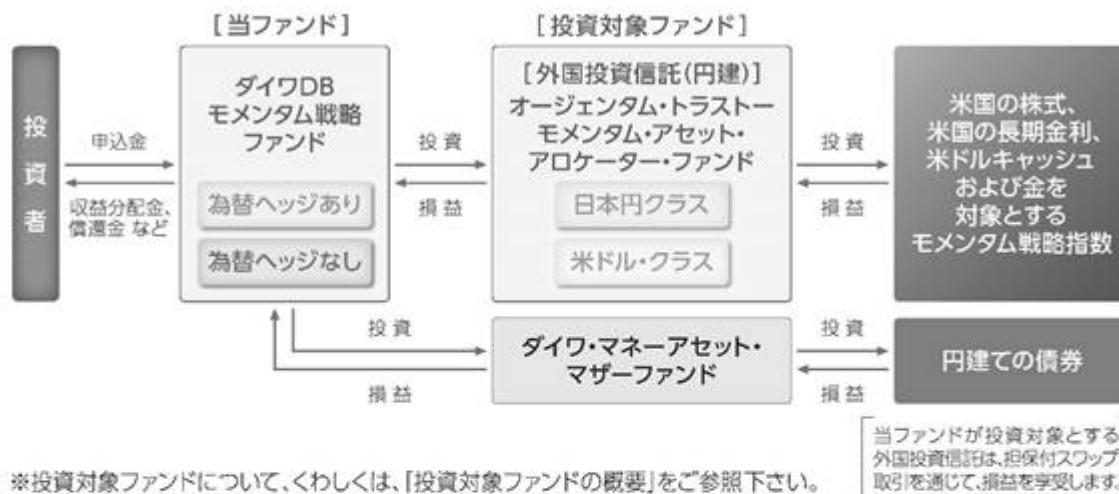 [当ファンド]
[投資対象ファンド]
投資者
申込金
収益分配金、
償還金 など
ダイワDB
モメンタム戦略
ファンド
為替ヘッジあり
為替ヘッジなし
投資
損益
[外国投資信託(円建)]
オージェンタム・トラスト－
モメンタム・アセット・
アロケーター・ファンド
日本円クラス
米ドル・クラス
投資
損益
米国の株式、
米国の長期金利、
米ドルキャッシュ
および金を
対象とする
モメンタム戦略指数
投資
損益
ダイワ・マネーアセット・
マザーファンド
投資
損益
円建ての債券
当ファンドが投資対象とする
外国投資信託は、担保付スワップ
取引を通じて、損益を享受します
※投資対象ファンドについて、くわしくは、「投資対象ファンドの概要」をご参照下さい。